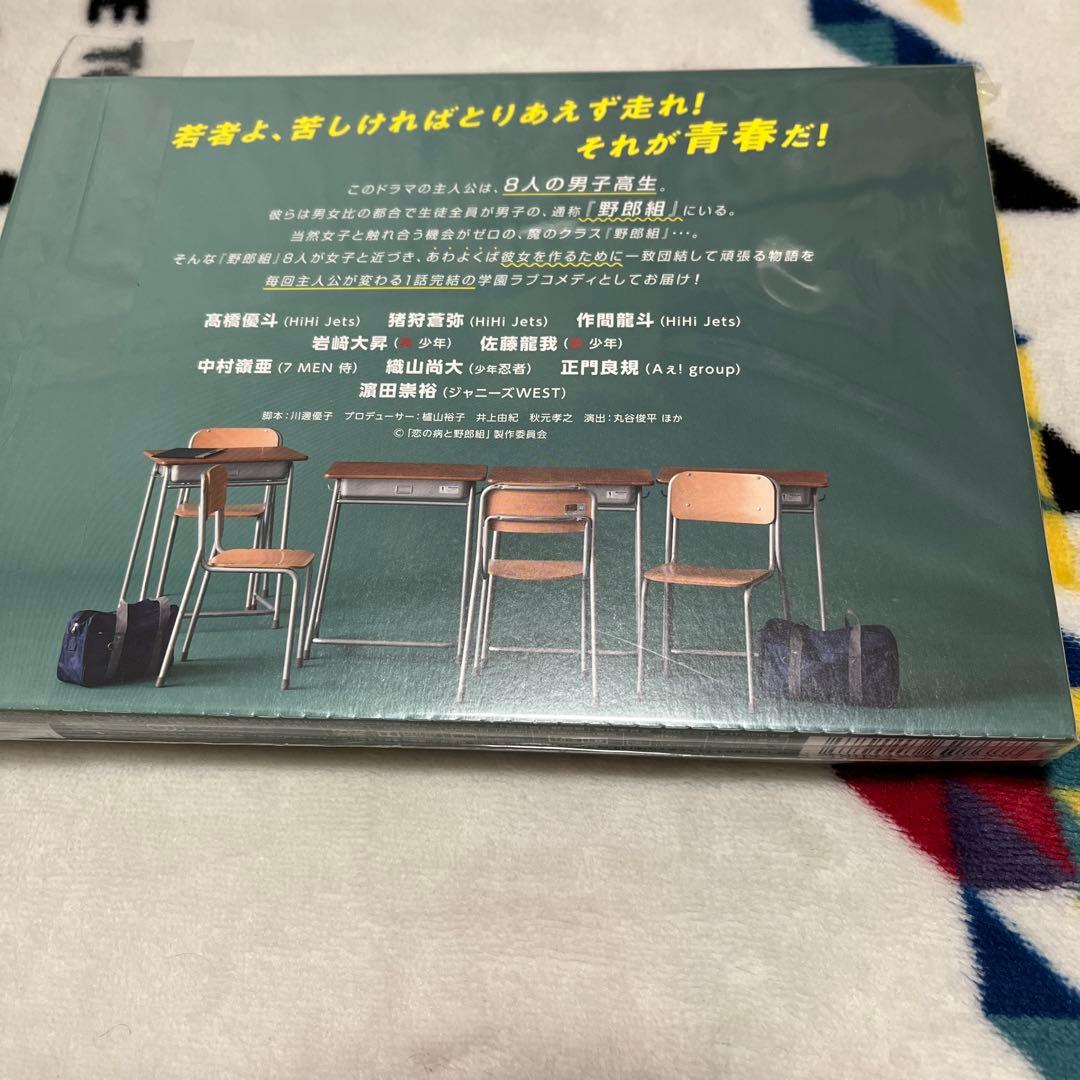 若者よ、苦しければとりあえず走れ!
それが青春だ!
このドラマの主人公は、8人の男子高生。
彼らは男女比の都合で生徒全員が男子の、通称『野郎組』にいる。
当然女子と触れ合う機会がゼロの、魔のクラス『野郎組』…。
そんな『野郎組』8人が女子と近づき、あわよくば彼女を作るために一致団結して頑張る物語を
毎回主人公が変わる1話完結の学園ラブコメディとしてお届け!
髙橋優斗(HiHi Jets) 猪狩蒼弥(HiHi Jets) 作間龍斗(HiHi Jets)
岩﨑大昇(美 少年) 佐藤龍我(美 少年)
中村嶺亜(7 MEN 侍) 織山尚大(少年忍者) 正門良規(Aぇ! group)
濵田崇裕(ジャニーズWEST)
脚本:川邊優子 プロデューサー:櫨山裕子 井上由紀 秋元孝之 演出:丸谷俊平 ほか
©「恋の病と野郎組」製作委員会